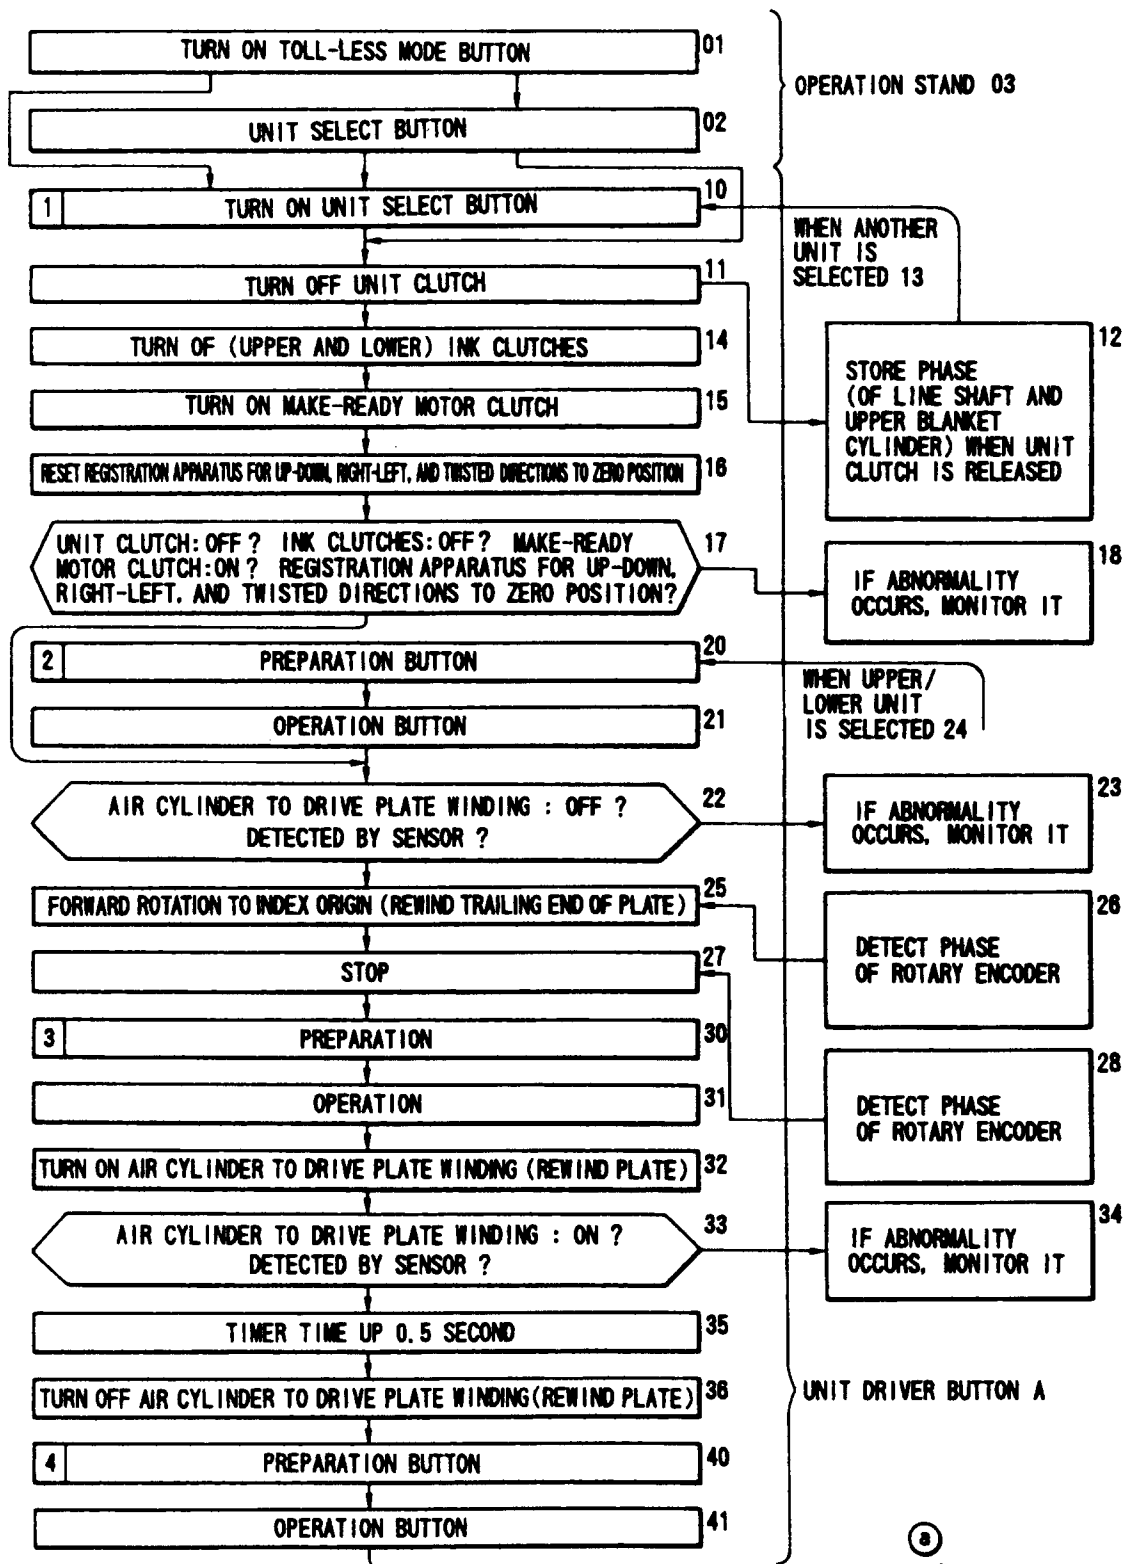 TURN ON TOLL-LESS MODE BUTTON
01
OPERATION STAND 03
UNIT SELECT BUTTON
02
1
TURN ON UNIT SELECT BUTTON
10
WHEN ANOTHER
UNIT IS
SELECTED 13
TURN OFF UNIT CLUTCH
11
TURN OF (UPPER AND LOWER) INK CLUTCHES
14
12
STORE PHASE
(OF LINE SHAFT AND
UPPER BLANKET
CYLINDER) WHEN UNIT
CLUTCH IS RELEASED
TURN ON MAKE-READY MOTOR CLUTCH
15
RESET REGISTRATION APPARATUS FOR UP-DOWN, RIGHT-LEFT, AND TWISTED DIRECTIONS TO ZERO POSITION
16
UNIT CLUTCH:OFF? INK CLUTCHES:OFF? MAKE-READY
MOTOR CLUTCH:ON? REGISTRATION APPARATUS FOR UP-DOWN,
RIGHT-LEFT, AND TWISTED DIRECTIONS TO ZERO POSITION?
17
18
IF ABNORMALITY
OCCURS, MONITOR IT
2
PREPARATION BUTTON
20
WHEN UPPER/
LOWER UNIT
IS SELECTED 24
OPERATION BUTTON
21
AIR CYLINDER TO DRIVE PLATE WINDING : OFF ?
DETECTED BY SENSOR ?
22
23
IF ABNORMALITY
OCCURS, MONITOR IT
FORWARD ROTATION TO INDEX ORIGIN (REWIND TRAILING END OF PLATE)
25
26
DETECT PHASE
OF ROTARY ENCODER
STOP
27
3
PREPARATION
30
28
DETECT PHASE
OF ROTARY ENCODER
OPERATION
31
TURN ON AIR CYLINDER TO DRIVE PLATE WINDING (REWIND PLATE)
32
AIR CYLINDER TO DRIVE PLATE WINDING : ON ?
DETECTED BY SENSOR ?
33
34
IF ABNORMALITY
OCCURS, MONITOR IT
TIMER TIME UP 0.5 SECOND
35
TURN OFF AIR CYLINDER TO DRIVE PLATE WINDING(REWIND PLATE)
36
UNIT DRIVER BUTTON A
4
PREPARATION BUTTON
40
OPERATION BUTTON
41
a